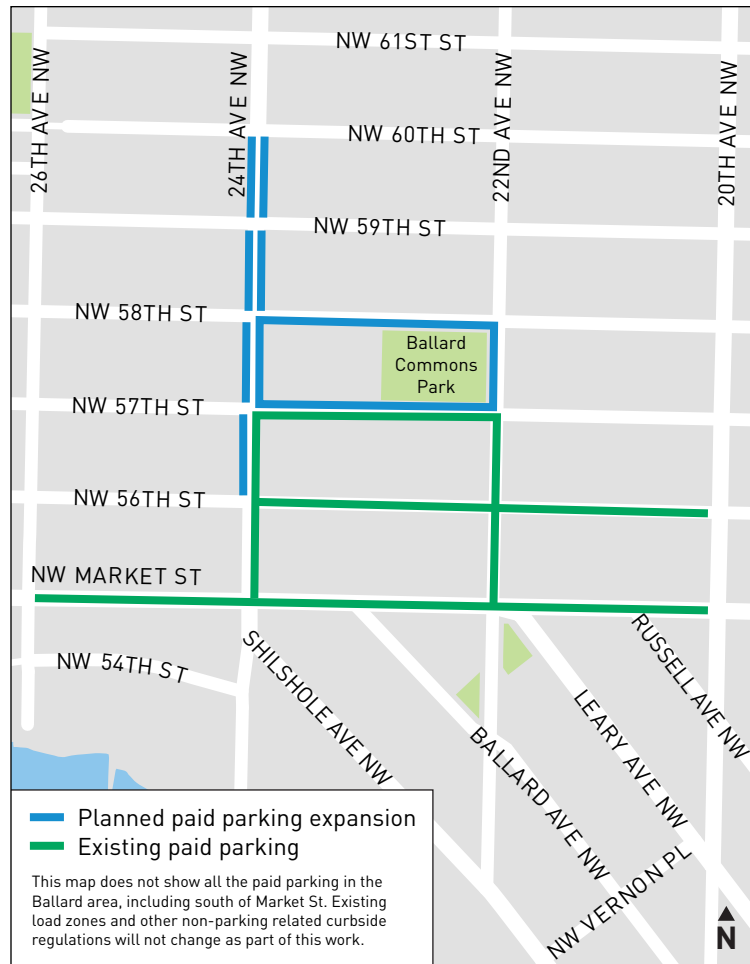 NW 61ST ST
26TH AVE NW
24TH AVE NW
22ND AVE NW
20TH AVE NW
NW 60TH ST
NW 59TH ST
NW 58TH ST
Ballard
Commons
Park
NW 57TH ST
NW 56TH ST
NW MARKET ST
NW 54TH ST
SHILSHOLE AVE NW
RUSSELL AVE NW
LEARY AVE NW
BALLARD AVE NW
NW VERNON PL
Planned paid parking expansion
Existing paid parking
This map does not show all the paid parking in the
Ballard area, including south of Market St. Existing
load zones and other non-parking related curbside
regulations will not change as part of this work.
N